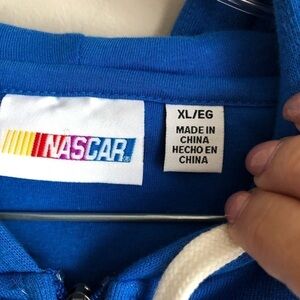 NASCAR
XL/EG
MADE IN
CHINA
HECHO EN
CHINA